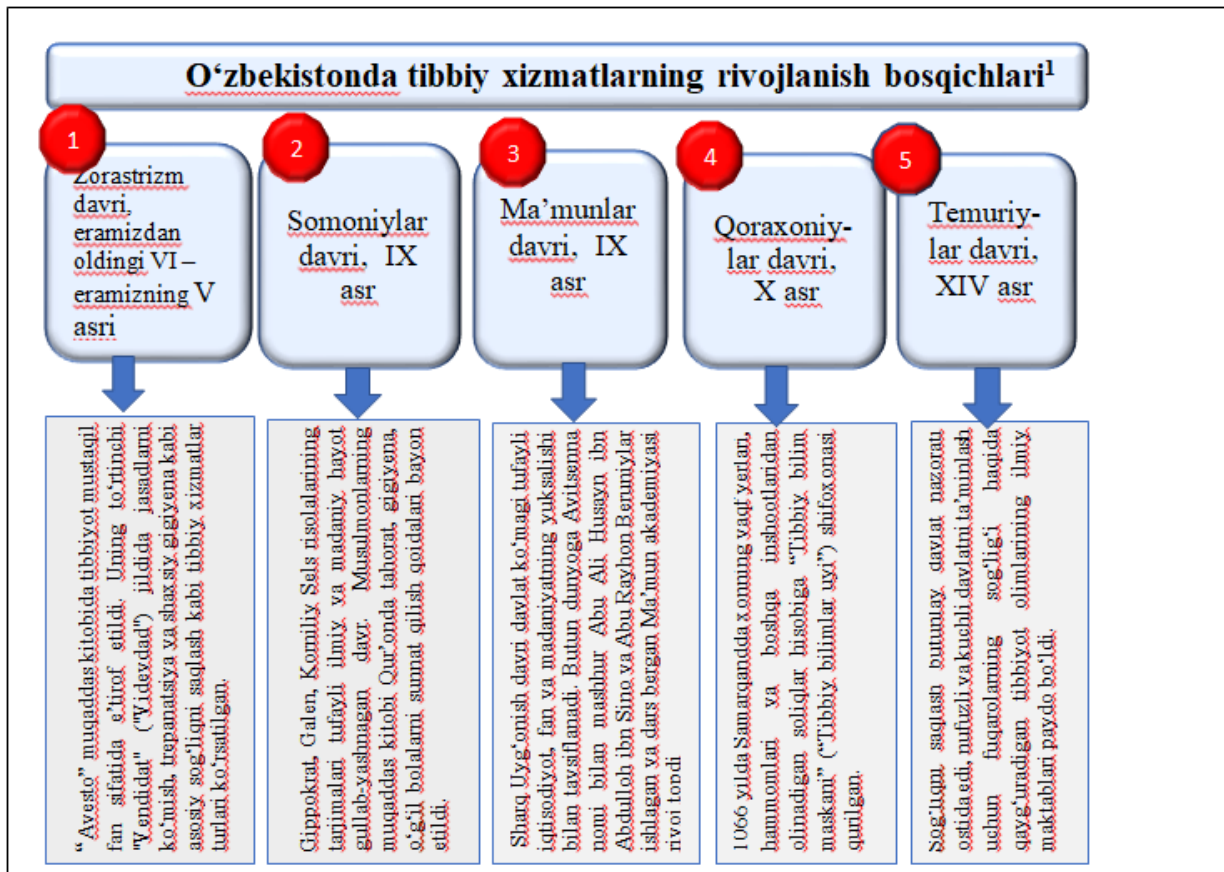 O‘zbekistonda tibbiy xizmatlarning rivojlanish bosqichlari1
1
Zorastrizm
davri,
eramizdan
oldingi VI –
eramizning V
asri
2
Somoniylar
davri, IX
asr
3
Ma’munlar
davri, IX
asr
4
Qoraxoniy-
lar davri,
X asr
5
Temuriy-
lar davri,
XIV asr
“Avesto” muqaddas kitobida tibbiyot mustaqil
fan sifatida e’tirof etildi. Uning to‘rtinchi
"Vendidat" ("Videvdad") jildida jasadlarni
ko‘mish, trepanatsiya va shaxsiy gigiyena kabi
asosiy sog‘liqni saqlash kabi tibbiy xizmatlar
turlari ko‘rsatilgan.
Gippokrat, Galen, Korniliy Sels risolalarining
tarjimalari tufayli ilmiy va madaniy hayot
gullab-yashnagan davr. Musulmonlarning
muqaddas kitobi Qur’onda tahorat, gigiyena,
o‘g‘il bolalarni sunnat qilish qoidalari bayon
etildi.
Sharq Uyg‘onish davri davlat ko‘magi tufayli
iqtisodiyot, fan va madaniyatning yuksalishi
bilan tavsiflanadi. Butun dunyoga Avitsenna
nomi bilan mashhur Abu Ali Husayn ibn
Abdulloh ibn Sino va Abu Rayhon Beruniylar
ishlagan va dars bergan Ma’mun akademiyasi
rivoj topdi
1066 yilda Samarqandda xonning vaqf yerlari,
hammomlari va boshqa inshootlaridan
olinadigan soliqlar hisobiga “Tibbiy bilim
maskani” (“Tibbiy bilimlar uyi”) shifoxonasi
qurilgan.
Sog‘liqni saqlash butunlay davlat nazorati
ostida edi, nufuzli va kuchli davlatni ta’minlash
uchun fuqarolarning sog‘lig‘i haqida
qayg‘uradigan tibbiyot olimlarining ilmiy
maktablari paydo bo‘ldi.